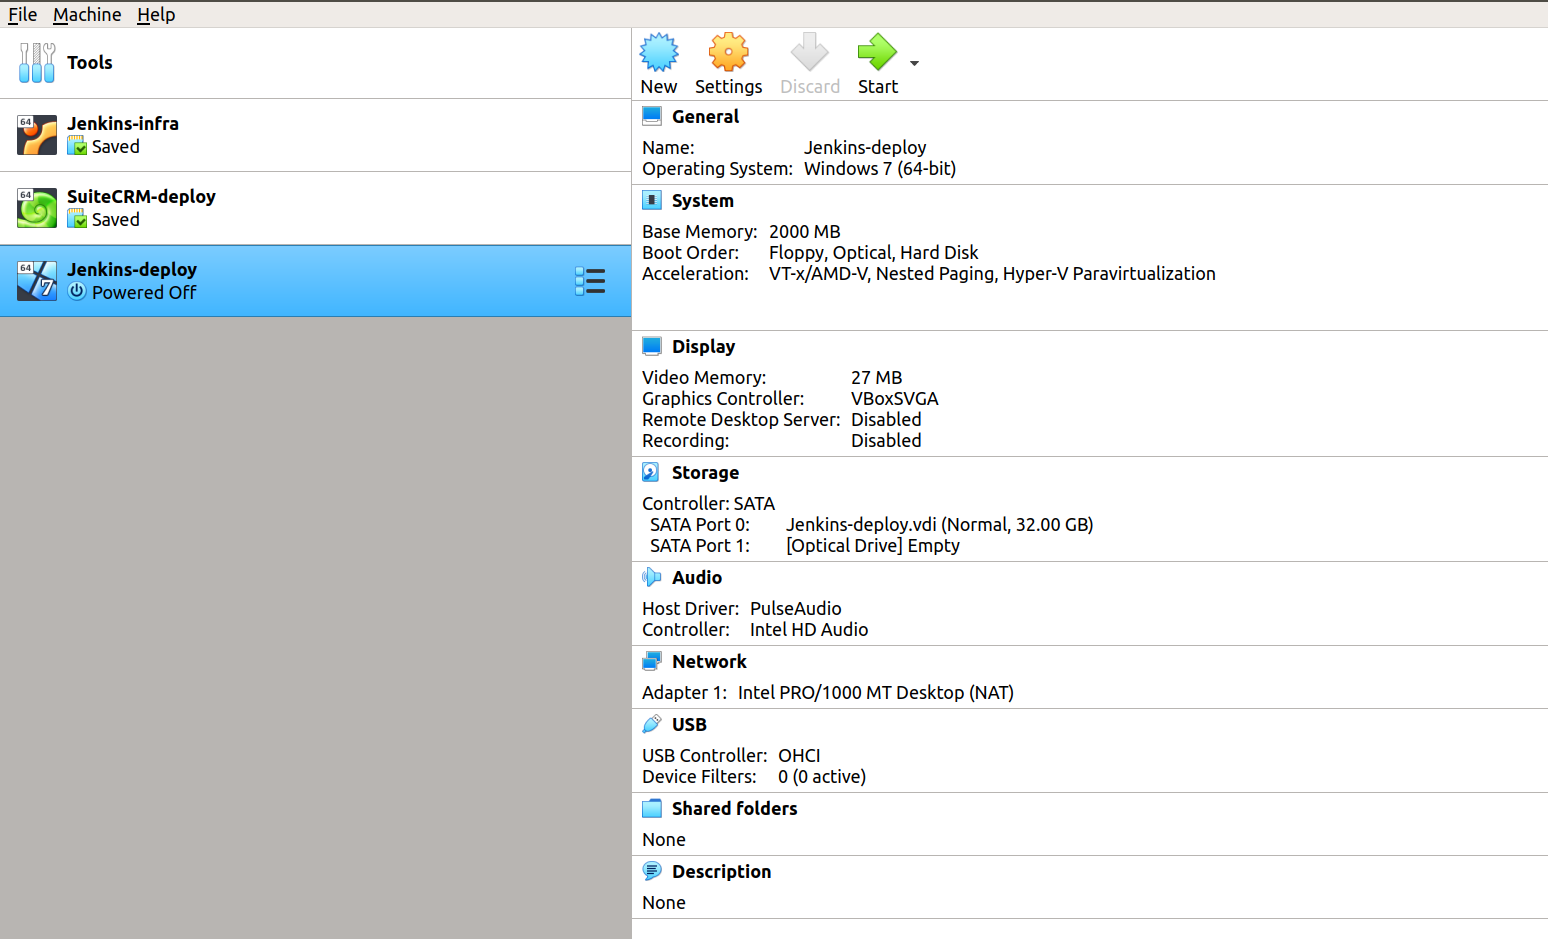 File Machine Help
Tools
64
Jenkins-infra
Saved
64
SuiteCRM-deploy
Saved
64
7
Jenkins-deploy
Powered Off
New Settings Discard Start
General
Name: Jenkins-deploy
Operating System: Windows 7 (64-bit)
System
Base Memory: 2000 MB
Boot Order: Floppy, Optical, Hard Disk
Acceleration: VT-x/AMD-V, Nested Paging, Hyper-V Paravirtualization
Display
Video Memory: 27 MB
Graphics Controller: VBoxSVGA
Remote Desktop Server: Disabled
Recording: Disabled
Storage
Controller: SATA
SATA Port 0: Jenkins-deploy.vdi (Normal, 32.00 GB)
SATA Port 1: [Optical Drive] Empty
Audio
Host Driver: PulseAudio
Controller: Intel HD Audio
Network
Adapter 1: Intel PRO/1000 MT Desktop (NAT)
USB
USB Controller: OHCI
Device Filters: 0 (0 active)
Shared folders
None
Description
None